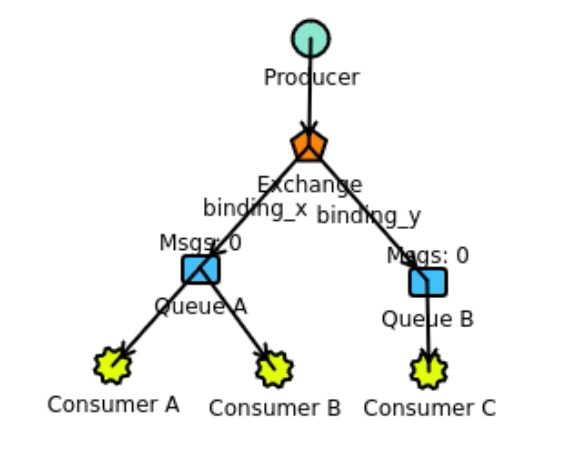 Producer
Exchange
binding_x
binding_y
Msgs: 0
Msgs: 0
Queue A
Queue B
Consumer A
Consumer B
Consumer C